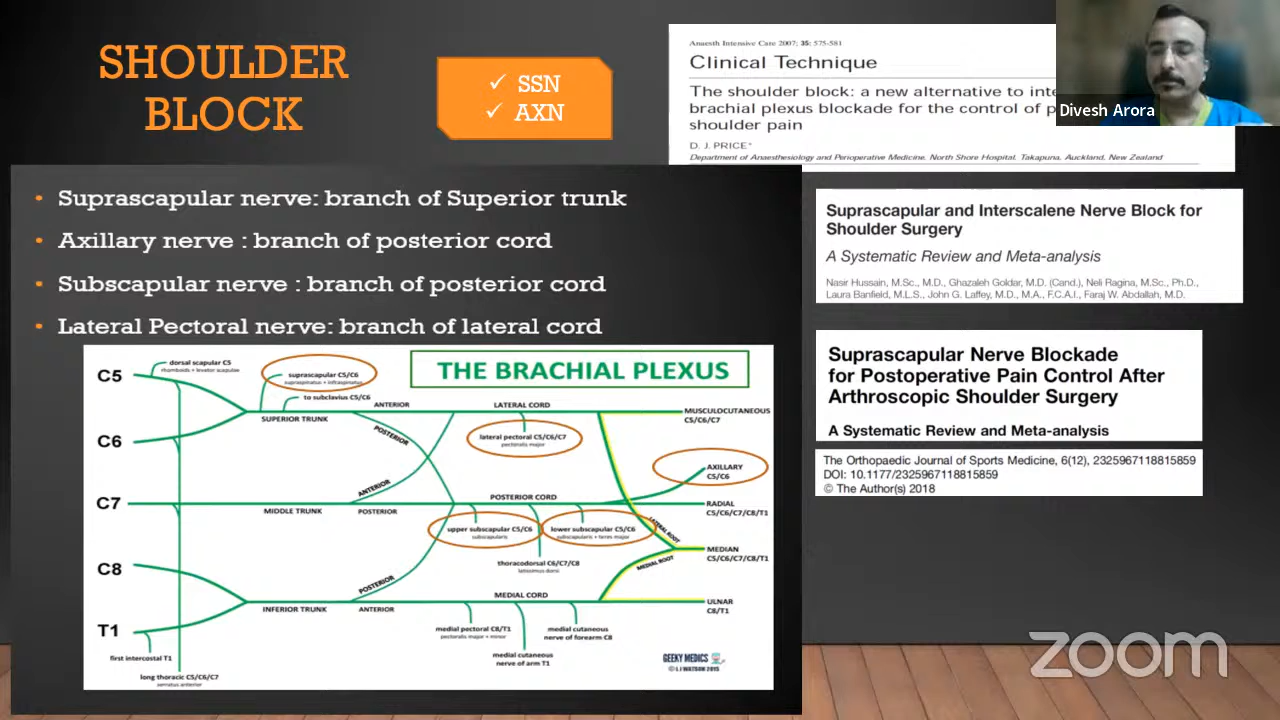 SHOULDER
BLOCK
✓ SSN
✓ AXN
Anaesth Intensive Care 2007; 35: 575-581
Clinical Technique
The shoulder block: a new alternative to
brachial plexus blockade for the control of
shoulder pain
D. J. PRICE*
Department of Anaesthesiology and Perioperative Medicine, North Shore Hospital, Takapuna, Auckland, New Zealand
Divesh Arora
• Suprascapular nerve: branch of Superior trunk
• Axillary nerve : branch of posterior cord
• Subscapular nerve : branch of posterior cord
• Lateral Pectoral nerve: branch of lateral cord
Suprascapular and Interscalene Nerve Block for
Shoulder Surgery
A Systematic Review and Meta-analysis
Nasir Hussain, M.Sc., M.D., Ghazaleh Goldar, M.D. (Cand.), Neli Ragina, M.Sc., Ph.D.,
Laura Banfield, M.L.S., John G. Laffey, M.D., M.A., F.C.A.I., Faraj W. Abdallah, M.D.
Suprascapular Nerve Blockade
for Postoperative Pain Control After
Arthroscopic Shoulder Surgery
A Systematic Review and Meta-analysis
The Orthopaedic Journal of Sports Medicine, 6(12), 2325967118815859
DOI: 10.1177/2325967118815859
© The Author(s) 2018
THE BRACHIAL PLEXUS
C5
C6
C7
C8
T1
dorsal scapular C5
rhomboids + levator scapulae
suprascapular C5/C6
supraspinatus + infraspinatus
to subclavius C5/C6
SUPERIOR TRUNK
ANTERIOR
POSTERIOR
LATERAL CORD
lateral pectoral C5/C6/C7
pectoralis major
MUSCULOCUTANEOUS
C5/C6/C7
AXILLARY
C5/C6
ANTERIOR
MIDDLE TRUNK
POSTERIOR
POSTERIOR CORD
RADIAL
C5/C6/C7/C8/T1
upper subscapular C5/C6
subscapularis
lower subscapular C5/C6
subscapularis + teres major
LATERAL ROOT
thoracodorsal C6/C7/C8
latissimus dorsi
MEDIAN
C5/C6/C7/C8/T1
MEDIAL ROOT
POSTERIOR
INFERIOR TRUNK
ANTERIOR
MEDIAL CORD
ULNAR
C8/T1
medial pectoral C8/T1
pectoralis major + minor
medial cutaneous
nerve of arm T1
medial cutaneous
nerve of forearm C8
first intercostal T1
long thoracic C5/C6/C7
serratus anterior
GEEKY MEDICS
© L J WATSON 2015
zoom